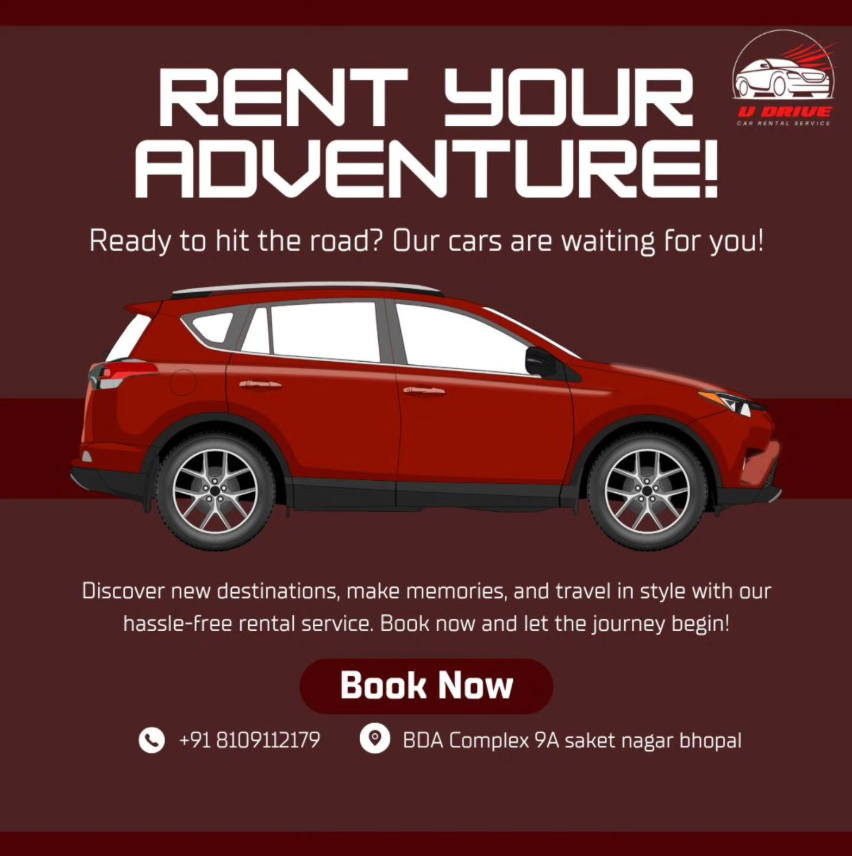 RENT YOUR
ADVENTURE!
U DRIVE
CAR RENTAL SERVICE
Ready to hit the road? Our cars are waiting for you!
Discover new destinations, make memories, and travel in style with our
hassle-free rental service. Book now and let the journey begin!
Book Now
+91 8109112179
BDA Complex 9A saket nagar bhopal